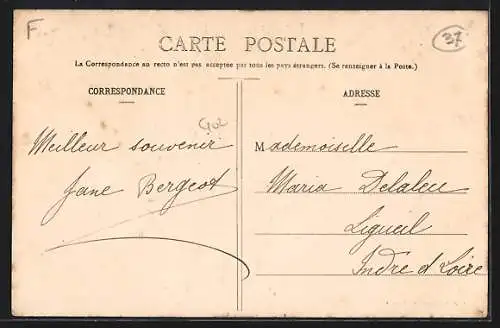 F
37
CARTE POSTALE
La Correspondance au recto n'est pas acceptée par tous les pays étrangers. (Se renseigner à la Poste.)
CORRESPONDANCE
Meilleur souvenir
Jane Bergeot
ADRESSE
Mademoiselle
Maria Delaleu
Ligueil
Indre et Loire